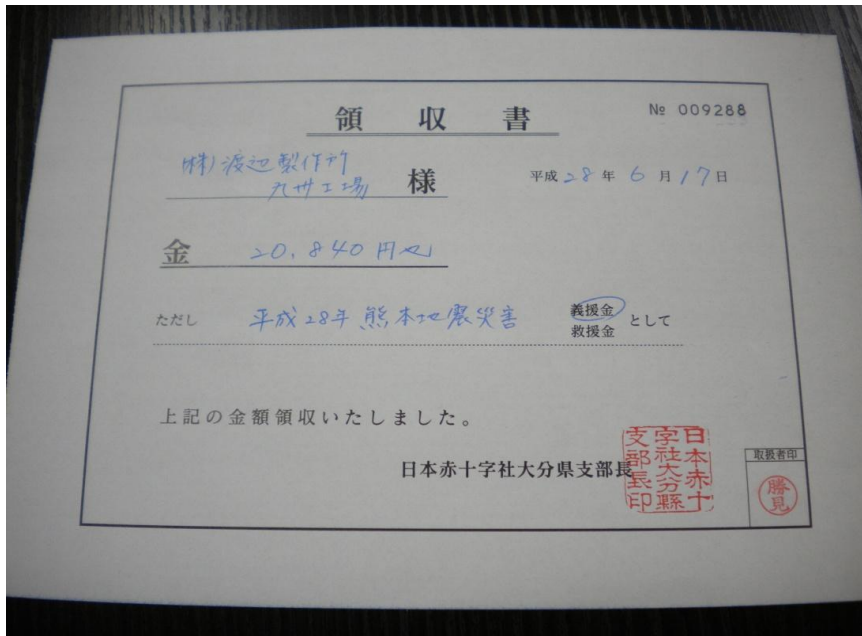 領収書
№ 009288
(株)渡辺製作所
九州工場 様
平成28年6月17日
金 20,840円也
ただし 平成28年 熊本地震災害 義援金 として
救援金
上記の金額領収いたしました。
日本赤十字社大分県支部長
日本赤十
字社大分縣
支部長印
取扱者印
勝見